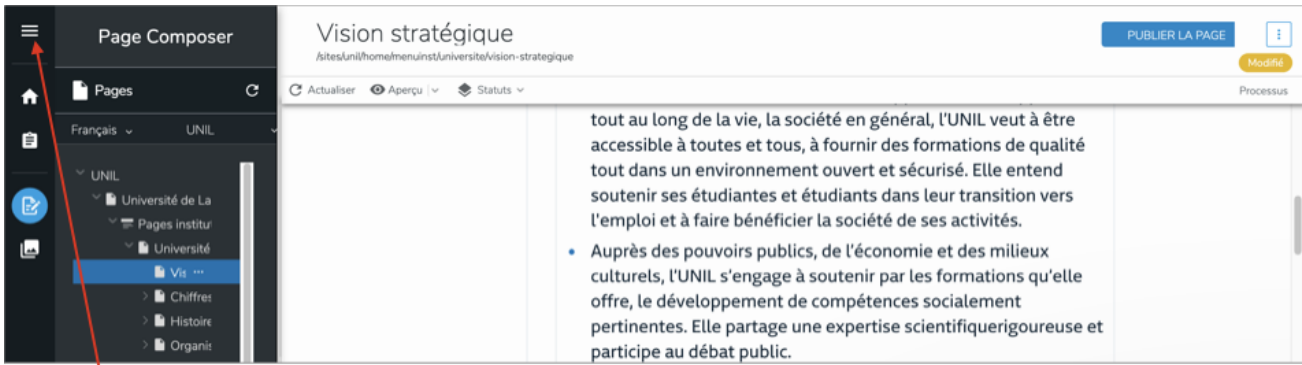 Page Composer
Pages
Français
UNIL
UNIL
Université de La
Pages institu
Université
Vis ...
Chiffres
Histoire
Organis
Vision stratégique
/sites/unil/home/menuinst/universite/vision-strategique
PUBLIER LA PAGE
Modifié
Actualiser Aperçu Statuts
Processus
tout au long de la vie, la société en général, l'UNIL veut à être
accessible à toutes et tous, à fournir des formations de qualité
tout dans un environnement ouvert et sécurisé. Elle entend
soutenir ses étudiantes et étudiants dans leur transition vers
l'emploi et à faire bénéficier la société de ses activités.
• Auprès des pouvoirs publics, de l'économie et des milieux
culturels, l'UNIL s'engage à soutenir par les formations qu'elle
offre, le développement de compétences socialement
pertinentes. Elle partage une expertise scientifiquerigoureuse et
participe au débat public.